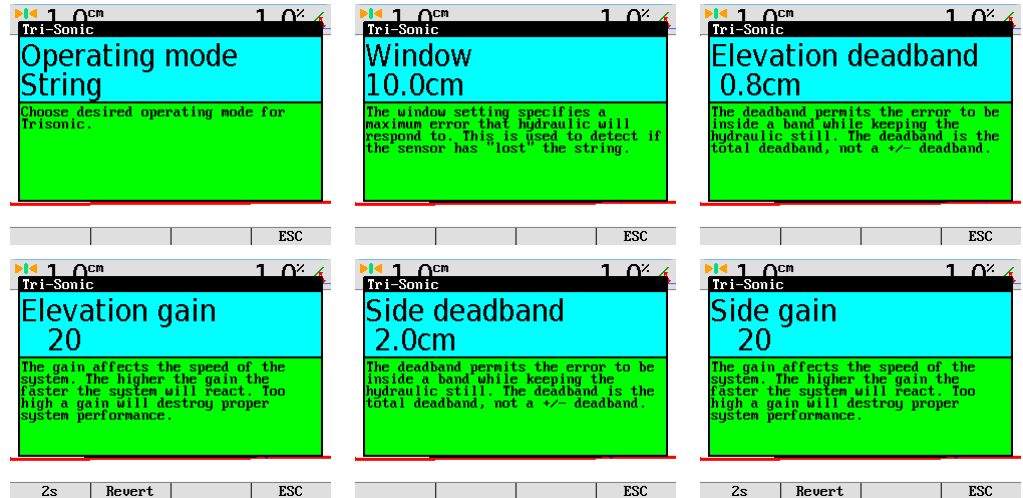 1.0cm 1.0%
Tri-Sonic
Operating mode
String
Choose desired operating mode for
Trisonic.
ESC
1.0cm 1.0%
Tri-Sonic
Window
10.0cm
The window setting specifies a
maximum error that hydraulic will
respond to. This is used to detect if
the sensor has "lost" the string.
ESC
1.0cm 1.0%
Tri-Sonic
Elevation deadband
0.8cm
The deadband permits the error to be
inside a band while keeping the
hydraulic still. The deadband is the
total deadband, not a +/- deadband.
ESC
1.0cm 1.0%
Tri-Sonic
Elevation gain
20
The gain affects the speed of the
system. The higher the gain the
faster the system will react. Too
high a gain will destroy proper
system performance.
2s Revert ESC
1.0cm 1.0%
Tri-Sonic
Side deadband
2.0cm
The deadband permits the error to be
inside a band while keeping the
hydraulic still. The deadband is the
total deadband, not a +/- deadband.
ESC
1.0cm 1.0%
Tri-Sonic
Side gain
20
The gain affects the speed of the
system. The higher the gain the
faster the system will react. Too
high a gain will destroy proper
system performance.
2s Revert ESC